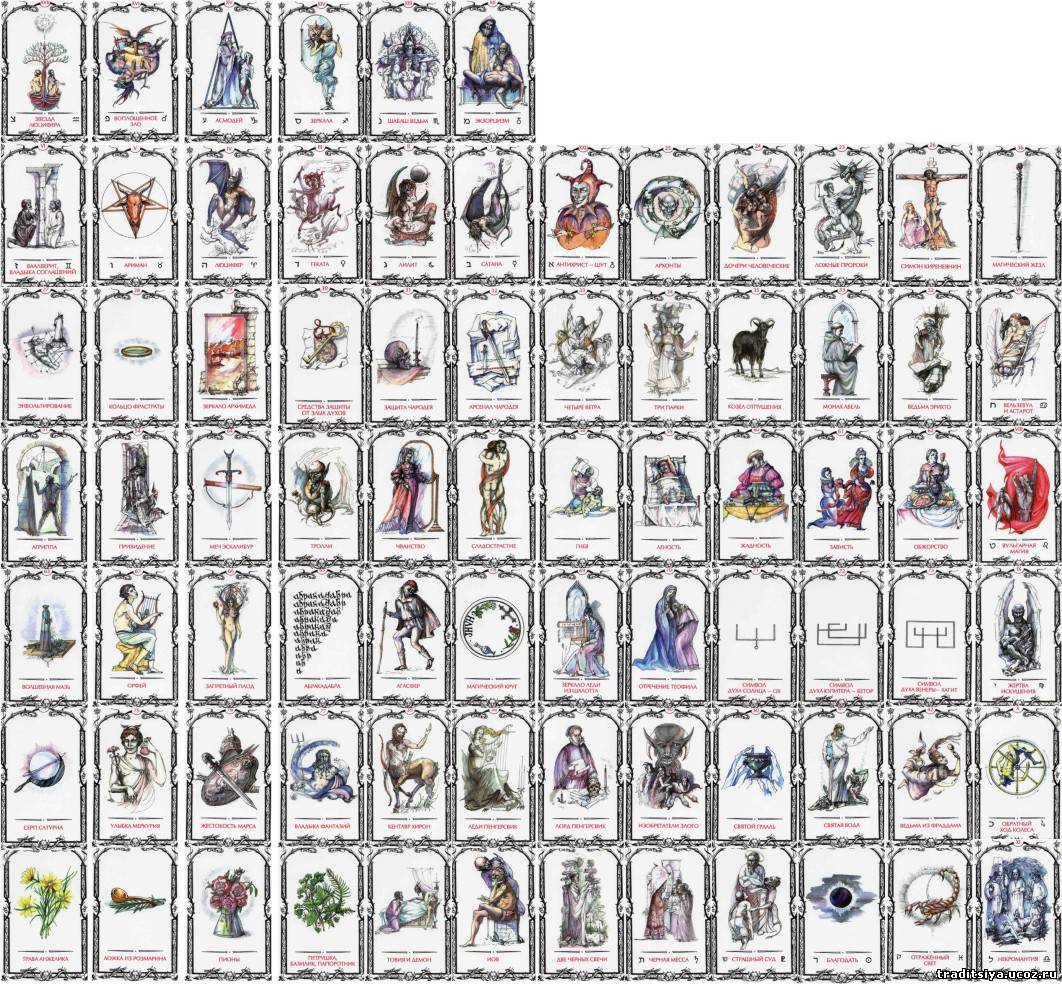 ЗВЕЗДА
ЛЮЦИФЕРА
ВОПЛОЩЕННОЕ
ЗЛО
АСМОДЕЙ
ЗЕРКАЛА
ШАБАШ ВЕДЬМ
ЭКЗОРЦИЗМ
ВААЛБЕРИТ,
ВЛАДЫКА СОГЛАШЕНИЙ
АРИМАН
ЛЮЦИФЕР
ГЕКАТА
ЛИЛИТ
САТАНА
АНТИХРИСТ – ШУТ
АРХОНТЫ
ДОЧЕРИ ЧЕЛОВЕЧЕСКИЕ
ЛОЖНЫЕ ПРОРОКИ
СИМОН КИРЕНЕЯНИН
МАГИЧЕСКИЙ ЖЕЗЛ
ЭНВОЛЬТИРОВАНИЕ
КОЛЬЦО ФРАСТРАТЫ
ЗЕРКАЛО АРХИМЕДА
СРЕДСТВА ЗАЩИТЫ
ОТ ЗЛЫХ ДУХОВ
ЗАЩИТА ЧАРОДЕЯ
АРСЕНАЛ ЧАРОДЕЯ
ЧЕТЫРЕ ВЕТРА
ТРИ ПАРКИ
КОЗЕЛ ОТПУЩЕНИЯ
МОНАХ АВЕЛЬ
ВЕДЬМА ЭРИХТО
ВЕЛЬЗЕВУЛ
И АСТАРОТ
АГРИППА
ПРИВИДЕНИЕ
МЕЧ ЭСКАЛИБУР
ТРОЛЛИ
ЧВАНСТВО
СЛАДОСТРАСТИЕ
ГНЕВ
ЛЕНОСТЬ
ЖАДНОСТЬ
ЗАВИСТЬ
ОБЖОРСТВО
ВУЛЬГАРНАЯ
МАГИЯ
ВОЛШЕБНАЯ МАЗЬ
ОРФЕЙ
ЗАПРЕТНЫЙ ПЛОД
АБРАКАДАБРА
АГАСФЕР
МАГИЧЕСКИЙ КРУГ
ЗЕРКАЛО ЛЕДИ
ИЗ ШАЛОТТА
ОТРЕЧЕНИЕ ТЕОФИЛА
СИМВОЛ
ДУХА СОЛНЦА – ОХ
СИМВОЛ
ДУХА ЮПИТЕРА – БЕТОР
СИМВОЛ
ДУХА ВЕНЕРЫ – ХАГИТ
ЖЕРТВА
ИСКУШЕНИЯ
СЕРП САТУРНА
УЛЫБКА МЕРКУРИЯ
ЖЕСТОКОСТЬ МАРСА
ВЛАДЫКА ФАНТАЗИЙ
КЕНТАВР ХИРОН
ЛЕДИ ПЕНГЕРСВИК
ЛОРД ПЕНГЕРСВИК
ИЗОБРЕТАТЕЛИ ЗЛОГО
СВЯТОЙ ГРААЛЬ
СВЯТАЯ ВОДА
ВЕДЬМА ИЗ ФРАДДАМА
ОБРАТНЫЙ
ХОД КОЛЕСА
ТРАВА АНЖЕЛИКА
ЛОЖКА ИЗ РОЗМАРИНА
ПИОНЫ
ПЕТРУШКА,
БАЗИЛИК, ПАПОРОТНИК
ТОВИЯ И ДЕМОН
ИОВ
ДВЕ ЧЕРНЫХ СВЕЧИ
ЧЕРНАЯ МЕССА
СТРАШНЫЙ СУД
БЛАГОДАТЬ
ОТРАЖЕННЫЙ
СВЕТ
НЕКРОМАНТИЯ
traditsiya.ucoz.ru